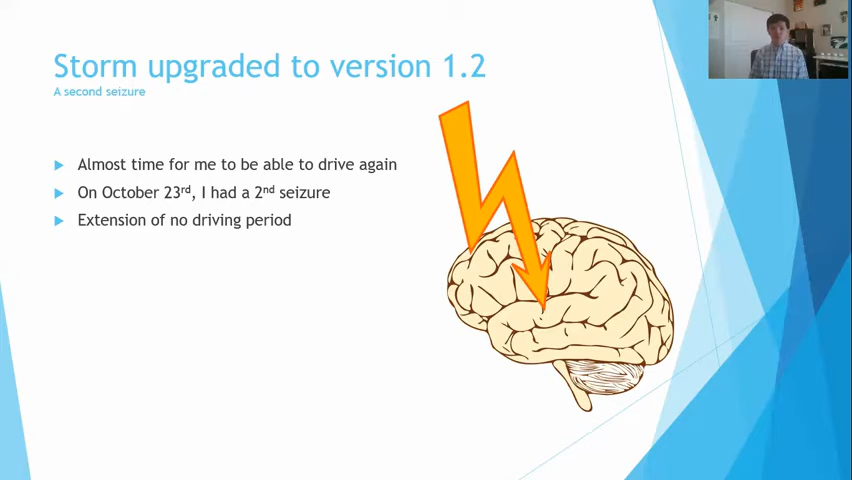 Storm upgraded to version 1.2
A second seizure
Almost time for me to be able to drive again
On October 23rd, I had a 2nd seizure
Extension of no driving period